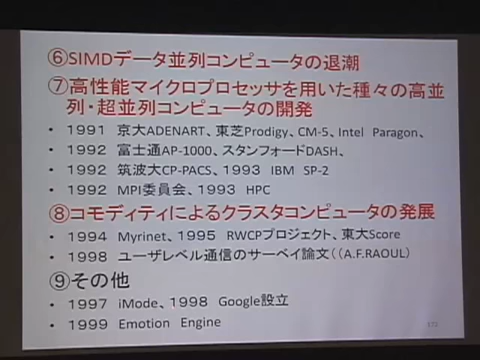 ⑥SIMDデータ並列コンピュータの退潮
⑦高性能マイクロプロセッサを用いた種々の高並
列・超並列コンピュータの開発
• 1991 京大ADENART、東芝Prodigy、CM-5、Intel Paragon、
• 1992 富士通AP-1000、スタンフォードDASH、
• 1992 筑波大CP-PACS、1993 IBM SP-2
• 1992 MPI委員会、1993 HPC
⑧コモディティによるクラスタコンピュータの発展
• 1994 Myrinet、1995 RWCPプロジェクト、東大Score
• 1998 ユーザレベル通信のサーベイ論文((A.F.RAOUL)
⑨その他
• 1997 iMode、1998 Google設立
• 1999 Emotion Engine